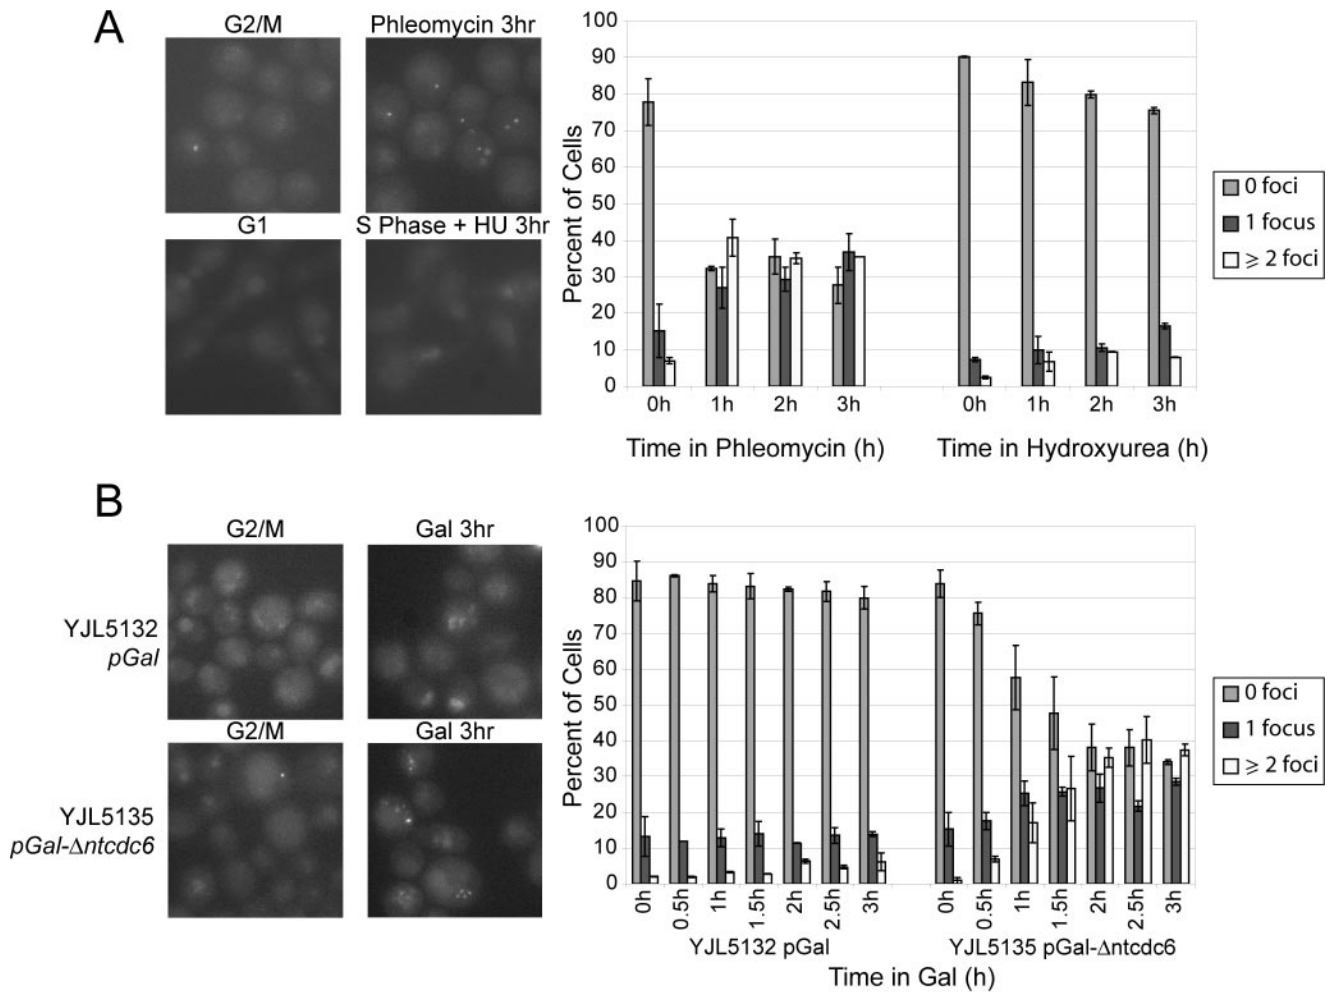 A
G2/M
Phleomycin 3hr
G1
S Phase + HU 3hr
Percent of Cells
100
90
80
70
60
50
40
30
20
10
0
0h 1h 2h 3h
0h 1h 2h 3h
Time in Phleomycin (h)
Time in Hydroxyurea (h)
0 foci
1 focus
⩾ 2 foci
B
G2/M
Gal 3hr
YJL5132
pGal
G2/M
Gal 3hr
YJL5135
pGal-Δntcdc6
Percent of Cells
100
90
80
70
60
50
40
30
20
10
0
0h 0.5h 1h 1.5h 2h 2.5h 3h
0h 0.5h 1h 1.5h 2h 2.5h 3h
YJL5132 pGal
YJL5135 pGal-Δntcdc6
Time in Gal (h)
0 foci
1 focus
⩾ 2 foci